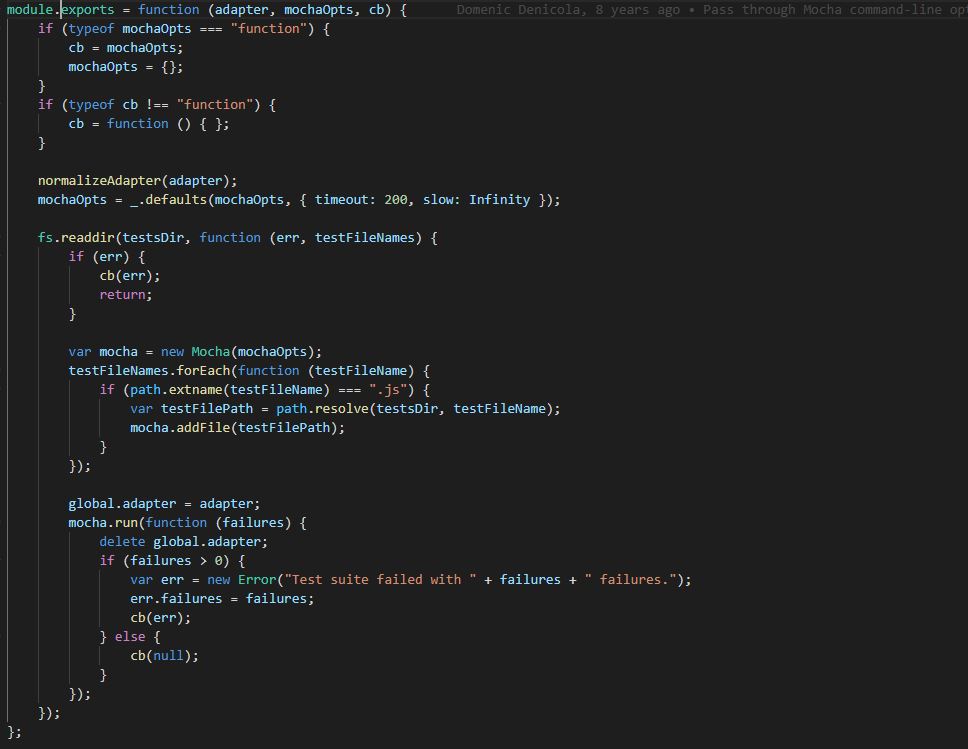 module.exports = function (adapter, mochaOpts, cb) {        Domenic Denicola, 8 years ago • Pass through Mocha command-line
    if (typeof mochaOpts === "function") {
        cb = mochaOpts;
        mochaOpts = {};
    }
    if (typeof cb !== "function") {
        cb = function () { };
    }

    normalizeAdapter(adapter);
    mochaOpts = _.defaults(mochaOpts, { timeout: 200, slow: Infinity });

    fs.readdir(testsDir, function (err, testFileNames) {
        if (err) {
            cb(err);
            return;
        }

        var mocha = new Mocha(mochaOpts);
        testFileNames.forEach(function (testFileName) {
            if (path.extname(testFileName) === ".js") {
                var testFilePath = path.resolve(testsDir, testFileName);
                mocha.addFile(testFilePath);
            }
        });

        global.adapter = adapter;
        mocha.run(function (failures) {
            delete global.adapter;
            if (failures > 0) {
                var err = new Error("Test suite failed with " + failures + " failures.");
                err.failures = failures;
                cb(err);
            } else {
                cb(null);
            }
        });
    });
};